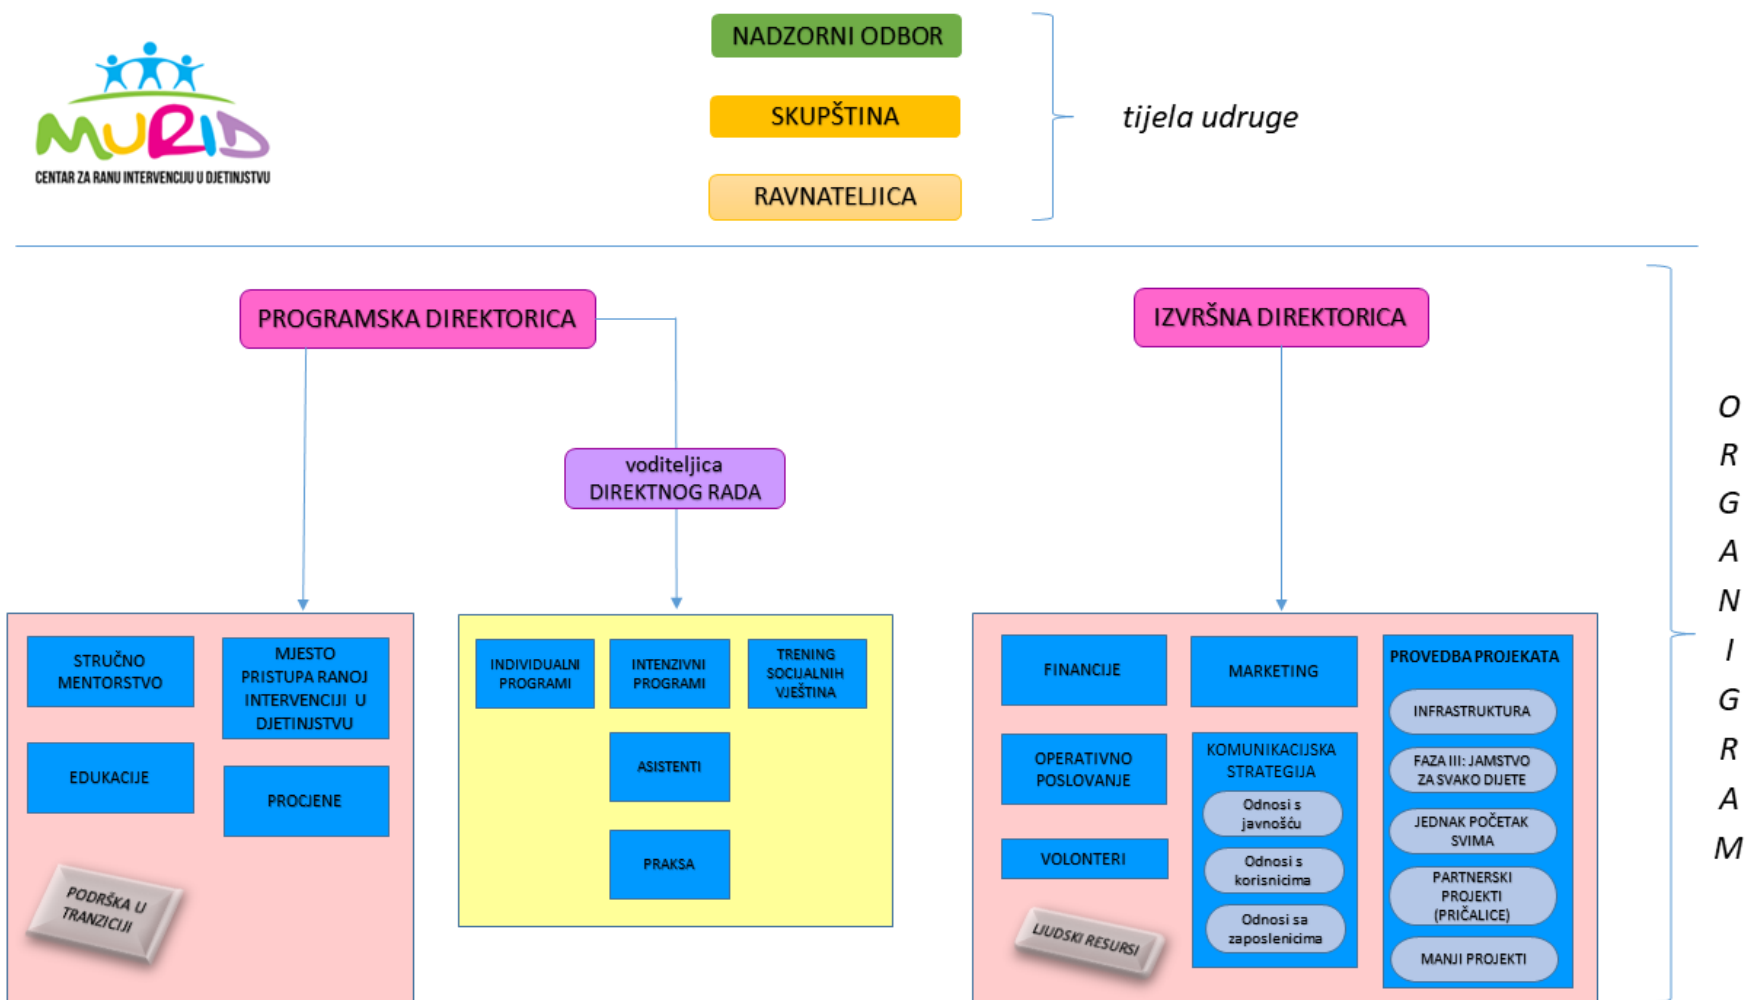 MURID
CENTAR ZA RANU INTERVENCIJU U DJETINJSTVU
NADZORNI ODBOR
SKUPŠTINA
RAVNATELJICA
tijela udruge
PROGRAMSKA DIREKTORICA
IZVRŠNA DIREKTORICA
voditeljica
DIREKTNOG RADA
STRUČNO
MENTORSTVO
MJESTO
PRISTUPA RANOJ
INTERVENCIJI U
DJETINJSTVU
EDUKACIJE
PROCJENE
PODRŠKA U
TRANZICIJI
INDIVIDUALNI
PROGRAMI
INTENZIVNI
PROGRAMI
TRENING
SOCIJALNIH
VJEŠTINA
ASISTENTI
PRAKSA
FINANCIJE
MARKETING
OPERATIVNO
POSLOVANJE
VOLONTERI
LJUDSKI RESURSI
KOMUNIKACIJSKA
STRATEGIJA
Odnosi s
javnošću
Odnosi s
korisnicima
Odnosi sa
zaposlenicima
PROVEDBA PROJEKATA
INFRASTRUKTURA
FAZA III: JAMSTVO
ZA SVAKO DIJETE
JEDNAK POČETAK
SVIMA
PARTNERSKI
PROJEKTI
(PRIČALICE)
MANJI PROJEKTI
O
R
G
A
N
I
G
R
A
M